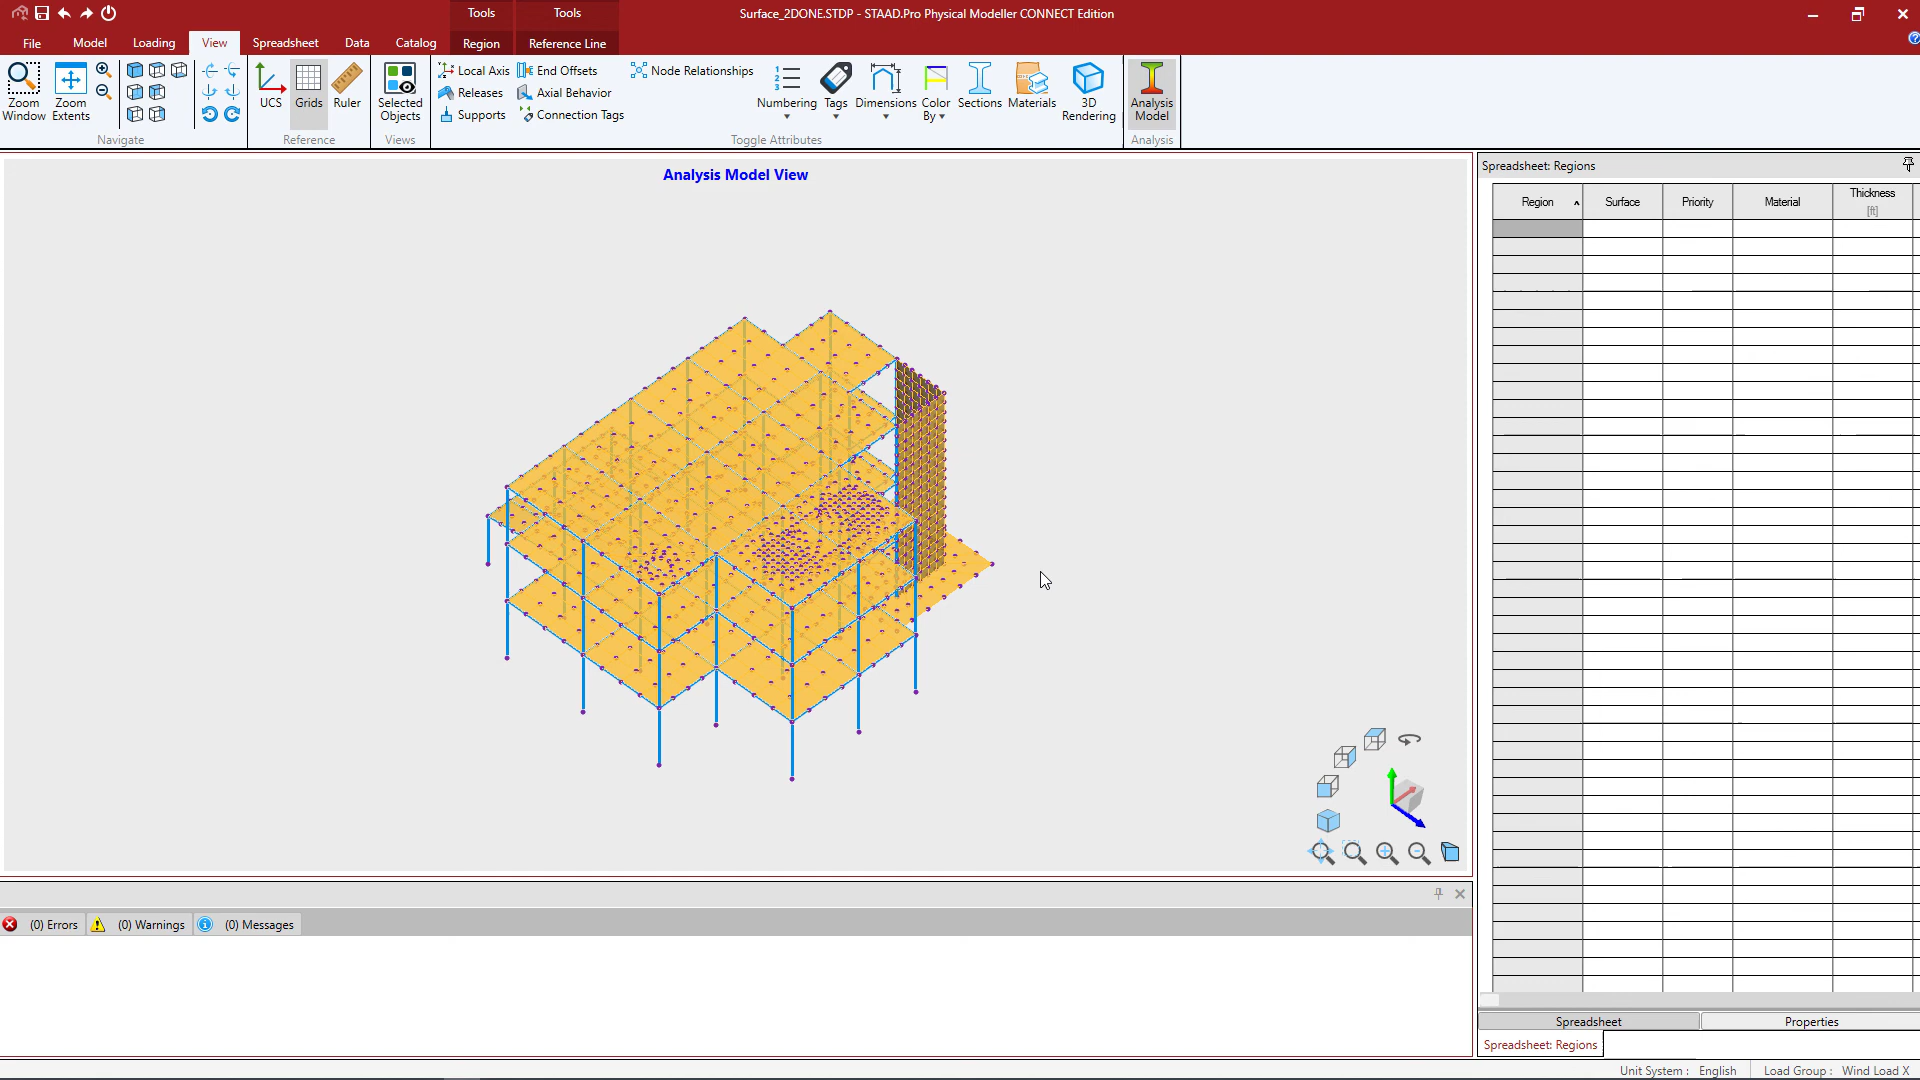 Tools
Tools
Surface_2DONE.STDP - STAAD.Pro Physical Modeller CONNECT Edition
File
Model
Loading
View
Spreadsheet
Data
Catalog
Region
Reference Line
Zoom Window
Zoom Extents
Navigate
UCS
Grids
Ruler
Reference
Selected Objects
Views
Local Axis
Releases
Supports
End Offsets
Axial Behavior
Connection Tags
Node Relationships
Numbering
Tags
Dimensions
Color By
Sections
Materials
3D Rendering
Toggle Attributes
Analysis Model
Analysis
Analysis Model View
Spreadsheet: Regions
Region
Surface
Priority
Material
Thickness
[ft]
(0) Errors
(0) Warnings
(0) Messages
Spreadsheet
Properties
Spreadsheet: Regions
Unit System : English
Load Group : Wind Load X